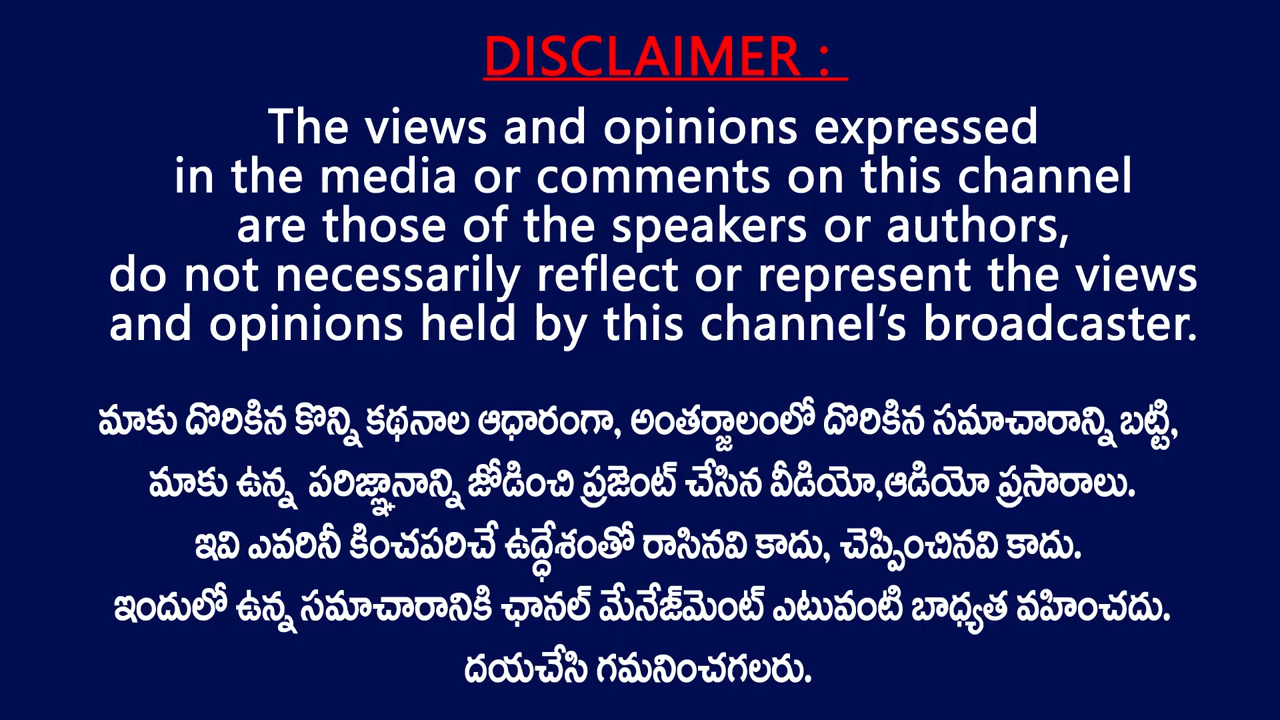 DISCLAIMER :
The views and opinions expressed
in the media or comments on this channel
are those of the speakers or authors,
do not necessarily reflect or represent the views
and opinions held by this channel’s broadcaster.
మాకు దొరికిన కొన్ని కథనాల ఆధారంగా, అంతర్జాలంలో దొరికిన సమాచారాన్ని బట్టి,
మాకు ఉన్న పరిజ్ఞానాన్ని జోడించి ప్రజెంట్ చేసిన వీడియో,ఆడియో ప్రసారాలు.
ఇవి ఎవరినీ కించపరిచే ఉద్ధేశంతో రాసినవి కాదు, చెప్పించినవి కాదు.
ఇందులో ఉన్న సమాచారానికి ఛానల్ మేనేజ్‌మెంట్ ఎటువంటి బాధ్యత వహించదు.
దయచేసి గమనించగలరు.